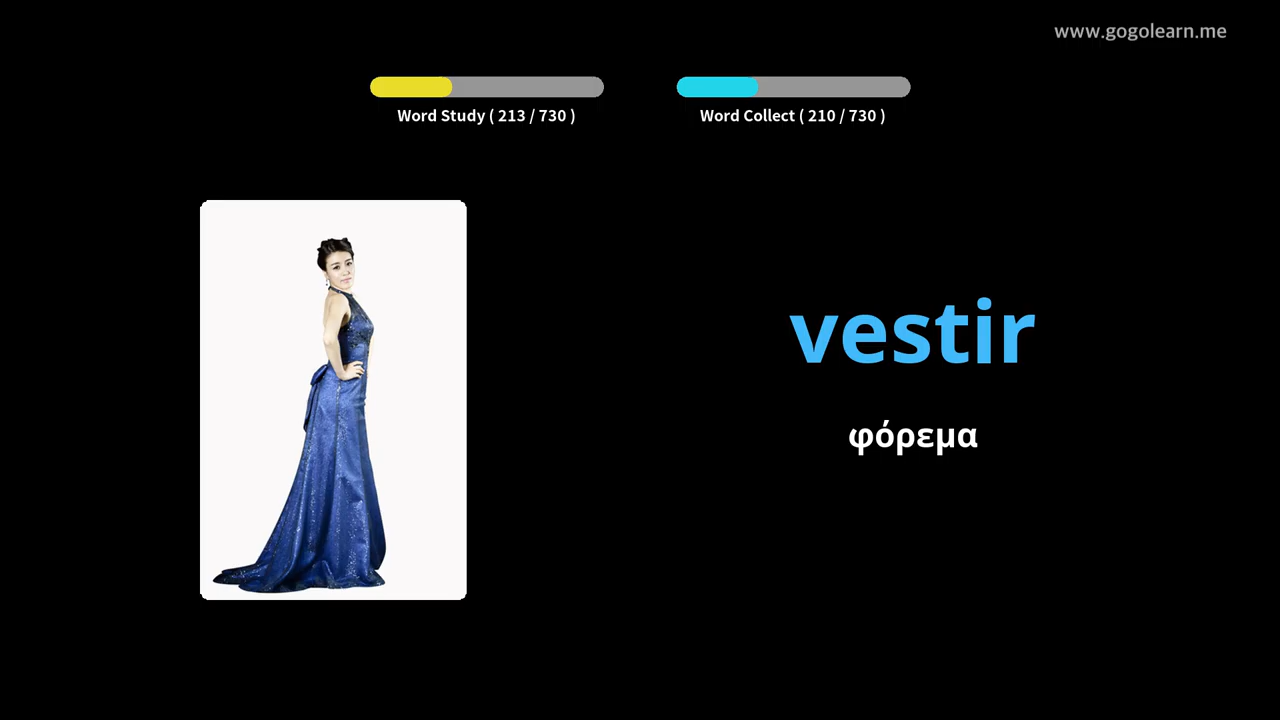 www.gogolearn.me
Word Study ( 213 / 730 )
Word Collect ( 210 / 730 )
vestir
φόρεμα